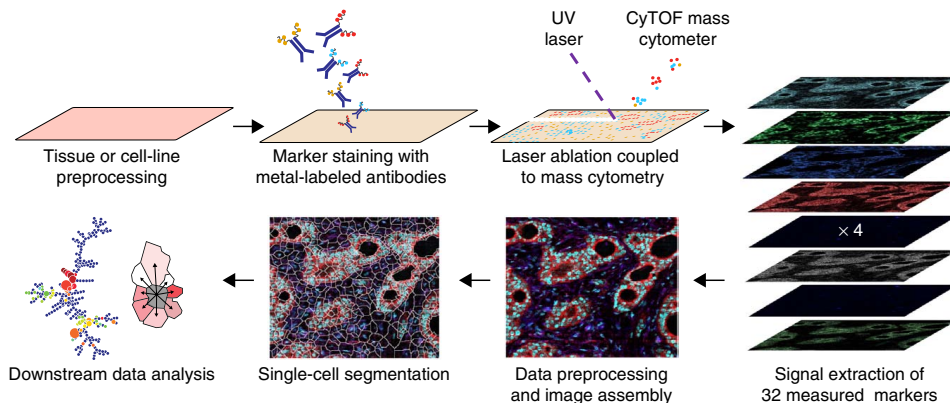 UV
laser
CyTOF mass
cytometer
Tissue or cell-line
preprocessing
Marker staining with
metal-labeled antibodies
Laser ablation coupled
to mass cytometry
× 4
Signal extraction of
32 measured markers
Data preprocessing
and image assembly
Single-cell segmentation
Downstream data analysis